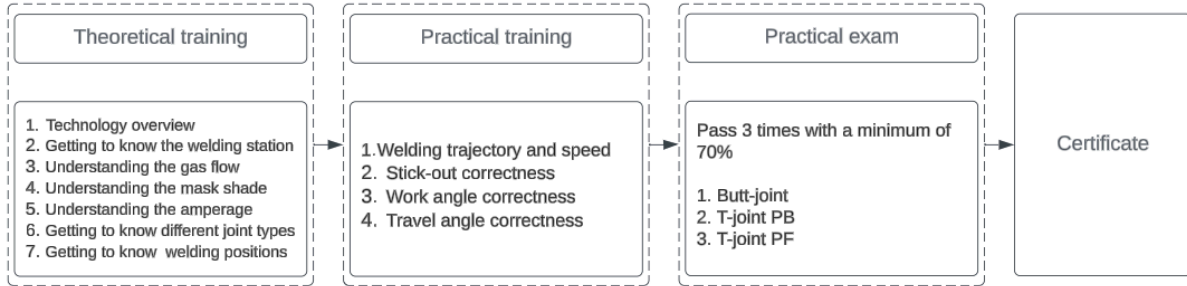 Theoretical training
1. Technology overview
2. Getting to know the welding station
3. Understanding the gas flow
4. Understanding the mask shade
5. Understanding the amperage
6. Getting to know different joint types
7. Getting to know welding positions
Practical training
1.Welding trajectory and speed
2. Stick-out correctness
3. Work angle correctness
4. Travel angle correctness
Practical exam
Pass 3 times with a minimum of
70%
1. Butt-joint
2. T-joint PB
3. T-joint PF
Certificate